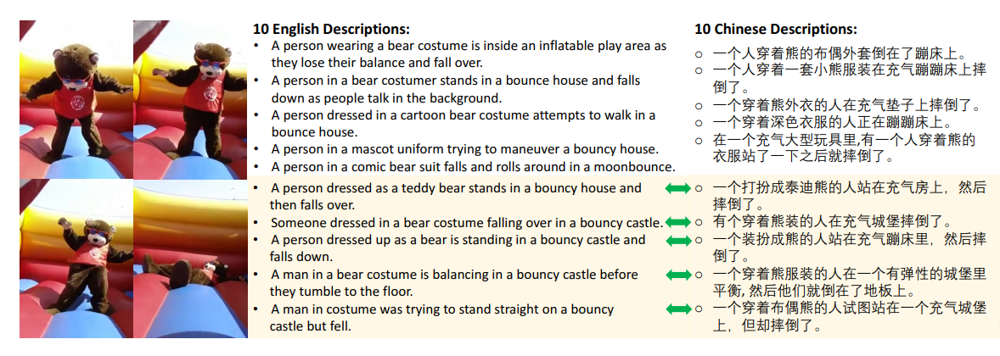 10 English Descriptions:
• A person wearing a bear costume is inside an inflatable play area as
they lose their balance and fall over.
• A person in a bear costumer stands in a bounce house and falls
down as people talk in the background.
• A person dressed in a cartoon bear costume attempts to walk in a
bounce house.
• A person in a mascot uniform trying to maneuver a bouncy house.
• A person in a comic bear suit falls and rolls around in a moonbounce.
• A person dressed as a teddy bear stands in a bouncy house and
then falls over.
• Someone dressed in a bear costume falling over in a bouncy castle.
• A person dressed up as a bear is standing in a bouncy castle and
falls down.
• A man in a bear costume is balancing in a bouncy castle before
they tumble to the floor.
• A man in costume was trying to stand straight on a bouncy
castle but fell.
10 Chinese Descriptions:
○ 一个人穿着熊的布偶外套倒在了蹦床上。
○ 一个人穿着一套小熊服装在充气蹦蹦床上摔
倒了。
○ 一个穿着熊外衣的人在充气垫子上摔倒了。
○ 一个穿着深色衣服的人正在蹦蹦床上。
○ 在一个充气大型玩具里,有一个人穿着熊的
衣服站了一下之后就摔倒了。
○ 一个打扮成泰迪熊的人站在充气房上，然后
摔倒了。
○ 有个穿着熊装的人在充气城堡摔倒了。
○ 一个装扮成熊的人站在充气蹦床里，然后摔
倒了。
○ 一个穿着熊服装的人在一个有弹性的城堡里
平衡, 然后他们就倒在了地板上。
○ 一个穿着布偶熊的人试图站在一个充气城堡
上，但却摔倒了。